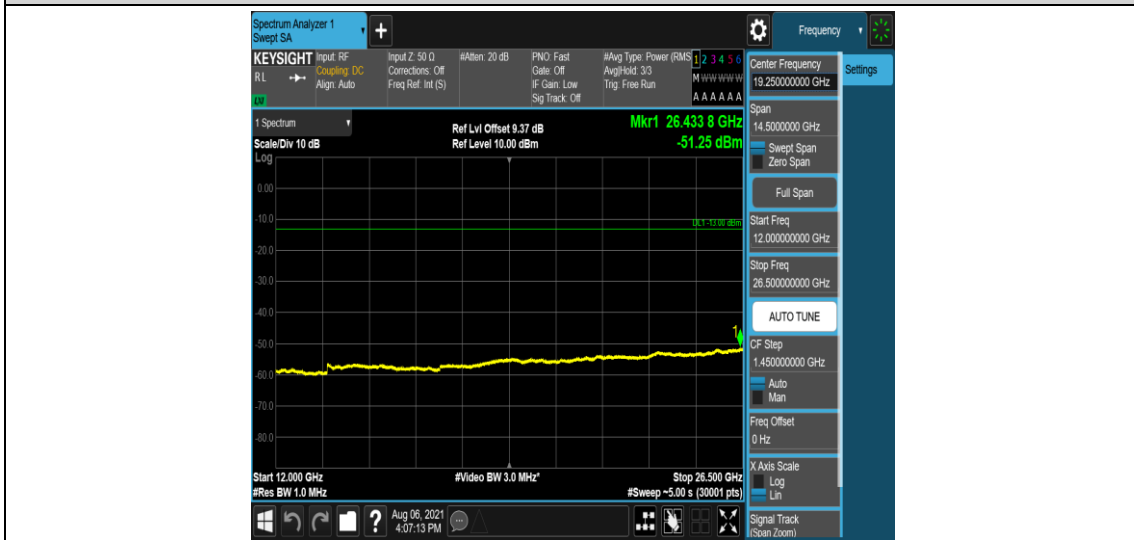 Spectrum Analyzer 1
Swept SA
+
Frequency
KEYSIGHT
RL
LXI
Input: RF
Coupling: DC
Align: Auto
Input Z: 50 Ω
Corrections: Off
Freq Ref: Int (S)
#Atten: 20 dB
PNO: Fast
Gate: Off
IF Gain: Low
Sig Track: Off
#Avg Type: Power (RMS
Avg|Hold: 3/3
Trig: Free Run
1 2 3 4 5 6
M W W W W W
A A A A A A
Center Frequency
19.250000000 GHz
Settings
Span
14.5000000 GHz
Swept Span
Zero Span
Full Span
Start Freq
12.000000000 GHz
Stop Freq
26.500000000 GHz
AUTO TUNE
CF Step
1.450000000 GHz
Auto
Man
Freq Offset
0 Hz
X Axis Scale
Log
Lin
Signal Track
(Span Zoom)
1 Spectrum
Scale/Div 10 dB
Log
Ref Lvl Offset 9.37 dB
Ref Level 10.00 dBm
Mkr1 26.433 8 GHz
-51.25 dBm
0.00
-10.0
DL1 -13.00 dBm
-20.0
-30.0
-40.0
1
-50.0
-60.0
-70.0
-80.0
Start 12.000 GHz
#Video BW 3.0 MHz*
Stop 26.500 GHz
#Res BW 1.0 MHz
#Sweep ~5.00 s (30001 pts)
?
Aug 06, 2021
4:07:13 PM